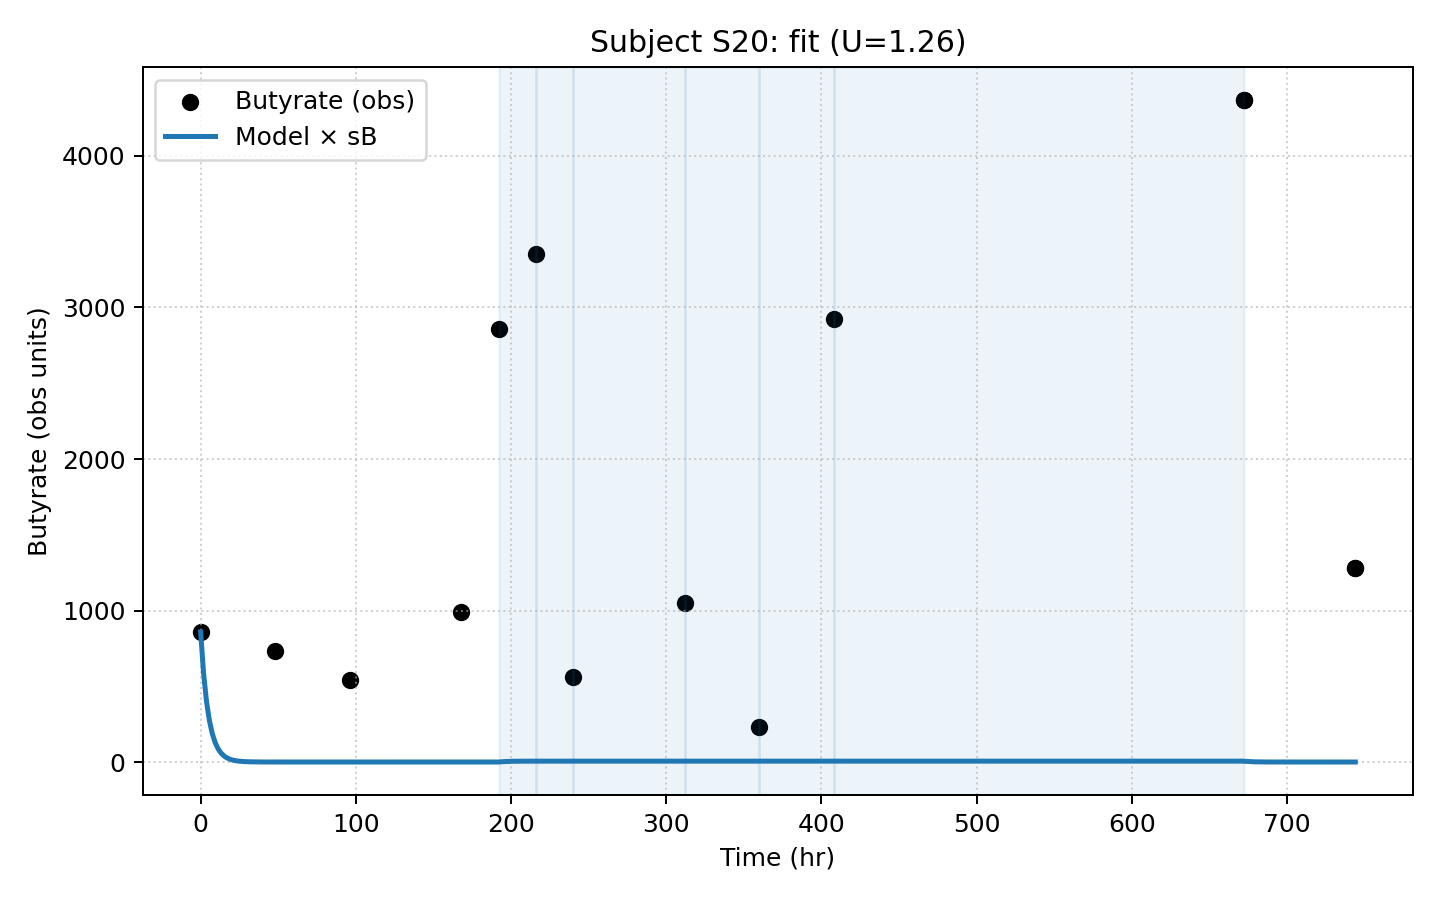 Subject S20: fit (U=1.26)
Butyrate (obs)
Model × sB
Butyrate (obs units)
4000
3000
2000
1000
0
0 100 200 300 400 500 600 700
Time (hr)